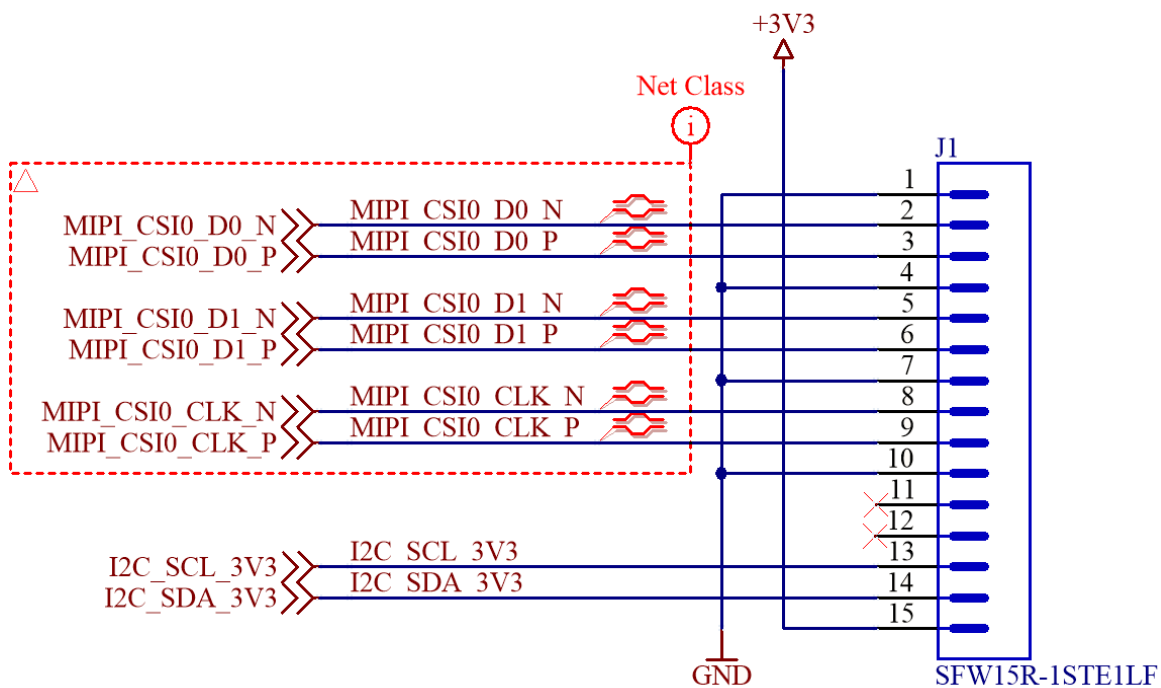 +3V3
Net Class
i
J1
1
MIPI_CSI0_D0_N MIPI_CSI0_D0_N 2
MIPI_CSI0_D0_P MIPI_CSI0_D0_P 3
4
MIPI_CSI0_D1_N MIPI_CSI0_D1_N 5
MIPI_CSI0_D1_P MIPI_CSI0_D1_P 6
7
MIPI_CSI0_CLK_N MIPI_CSI0_CLK_N 8
MIPI_CSI0_CLK_P MIPI_CSI0_CLK_P 9
10
11
12
I2C_SCL_3V3 I2C_SCL_3V3 13
I2C_SDA_3V3 I2C_SDA_3V3 14
15
GND
SFW15R-1STE1LF